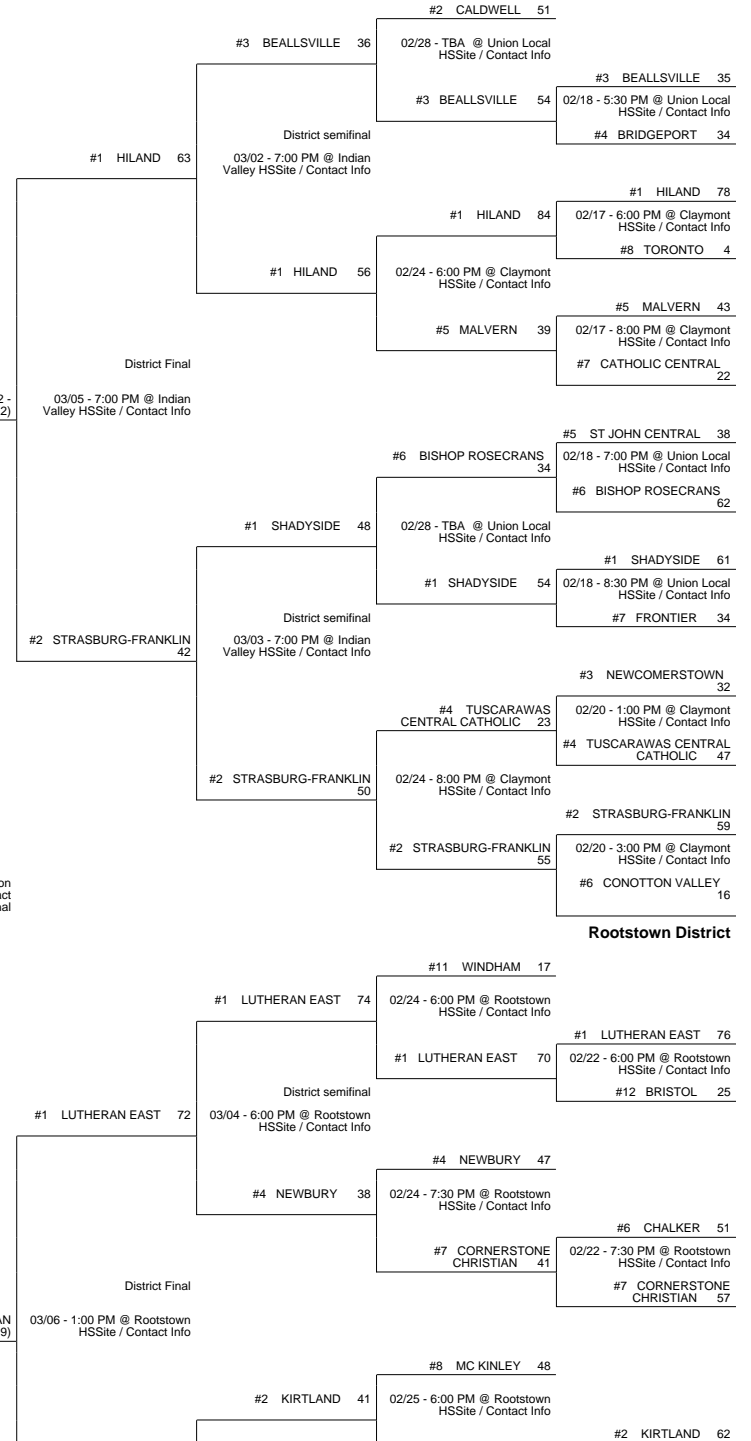 #2 CALDWELL 51
#3 BEALLSVILLE 36
02/28 - TBA @ Union Local
HSSite / Contact Info
#3 BEALLSVILLE 35
#3 BEALLSVILLE 54
02/18 - 5:30 PM @ Union Local
HSSite / Contact Info
District semifinal
#4 BRIDGEPORT 34
#1 HILAND 63
03/02 - 7:00 PM @ Indian
Valley HSSite / Contact Info
#1 HILAND 78
#1 HILAND 84
02/17 - 6:00 PM @ Claymont
HSSite / Contact Info
#8 TORONTO 4
#1 HILAND 56
02/24 - 6:00 PM @ Claymont
HSSite / Contact Info
#5 MALVERN 43
#5 MALVERN 39
02/17 - 8:00 PM @ Claymont
HSSite / Contact Info
District Final
#7 CATHOLIC CENTRAL
22
2 -
2)
03/05 - 7:00 PM @ Indian
Valley HSSite / Contact Info
#5 ST JOHN CENTRAL 38
#6 BISHOP ROSECRANS
34
02/18 - 7:00 PM @ Union Local
HSSite / Contact Info
#6 BISHOP ROSECRANS
62
#1 SHADYSIDE 48
02/28 - TBA @ Union Local
HSSite / Contact Info
#1 SHADYSIDE 61
#1 SHADYSIDE 54
02/18 - 8:30 PM @ Union Local
HSSite / Contact Info
District semifinal
#7 FRONTIER 34
#2 STRASBURG-FRANKLIN
42
03/03 - 7:00 PM @ Indian
Valley HSSite / Contact Info
#3 NEWCOMERSTOWN
32
#4 TUSCARAWAS
CENTRAL CATHOLIC 23
02/20 - 1:00 PM @ Claymont
HSSite / Contact Info
#4 TUSCARAWAS CENTRAL
CATHOLIC 47
#2 STRASBURG-FRANKLIN
50
02/24 - 8:00 PM @ Claymont
HSSite / Contact Info
#2 STRASBURG-FRANKLIN
59
#2 STRASBURG-FRANKLIN
55
02/20 - 3:00 PM @ Claymont
HSSite / Contact Info
#6 CONOTTON VALLEY
16
on
act
nal
Rootstown District
#11 WINDHAM 17
#1 LUTHERAN EAST 74
02/24 - 6:00 PM @ Rootstown
HSSite / Contact Info
#1 LUTHERAN EAST 76
#1 LUTHERAN EAST 70
02/22 - 6:00 PM @ Rootstown
HSSite / Contact Info
District semifinal
#12 BRISTOL 25
#1 LUTHERAN EAST 72
03/04 - 6:00 PM @ Rootstown
HSSite / Contact Info
#4 NEWBURY 47
#4 NEWBURY 38
02/24 - 7:30 PM @ Rootstown
HSSite / Contact Info
#6 CHALKER 51
#7 CORNERSTONE
CHRISTIAN 41
02/22 - 7:30 PM @ Rootstown
HSSite / Contact Info
District Final
#7 CORNERSTONE
CHRISTIAN 57
AN
9)
03/06 - 1:00 PM @ Rootstown
HSSite / Contact Info
#8 MC KINLEY 48
#2 KIRTLAND 41
02/25 - 6:00 PM @ Rootstown
HSSite / Contact Info
#2 KIRTLAND 62